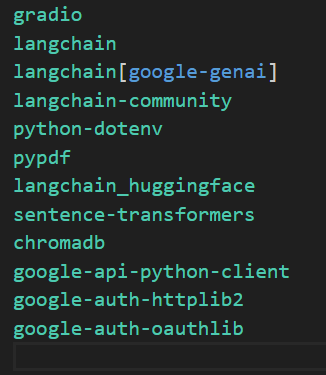 gradio
langchain
langchain[google-genai]
langchain-community
python-dotenv
pypdf
langchain_huggingface
sentence-transformers
chromadb
google-api-python-client
google-auth-httplib2
google-auth-oauthlib